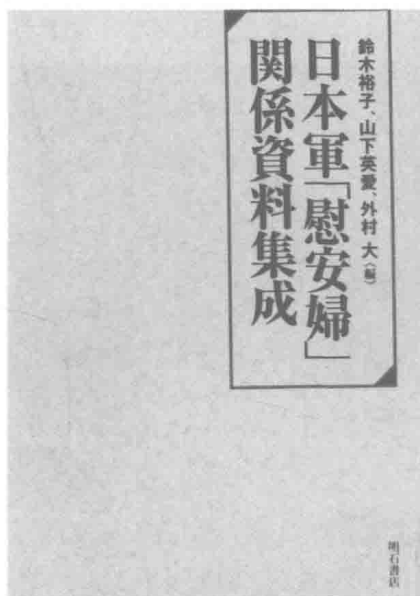 鈴木裕子、山下英愛、外村 大〈編〉
日本軍「慰安婦」
関係資料集成
明石書店